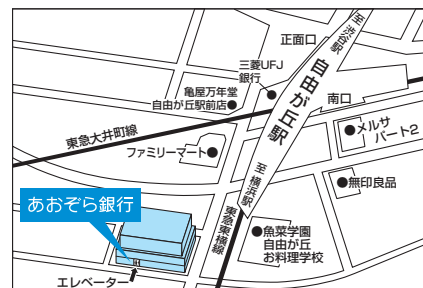 至渋谷駅
正面口
三菱UFJ
銀行
自由が丘駅
亀屋万年堂
自由が丘駅前店
南口
東急大井町線
メルサ
パート2
ファミリーマート
至横浜駅
無印良品
あおぞら銀行
東急東横線
魚菜学園
自由が丘
お料理学校
エレベーター